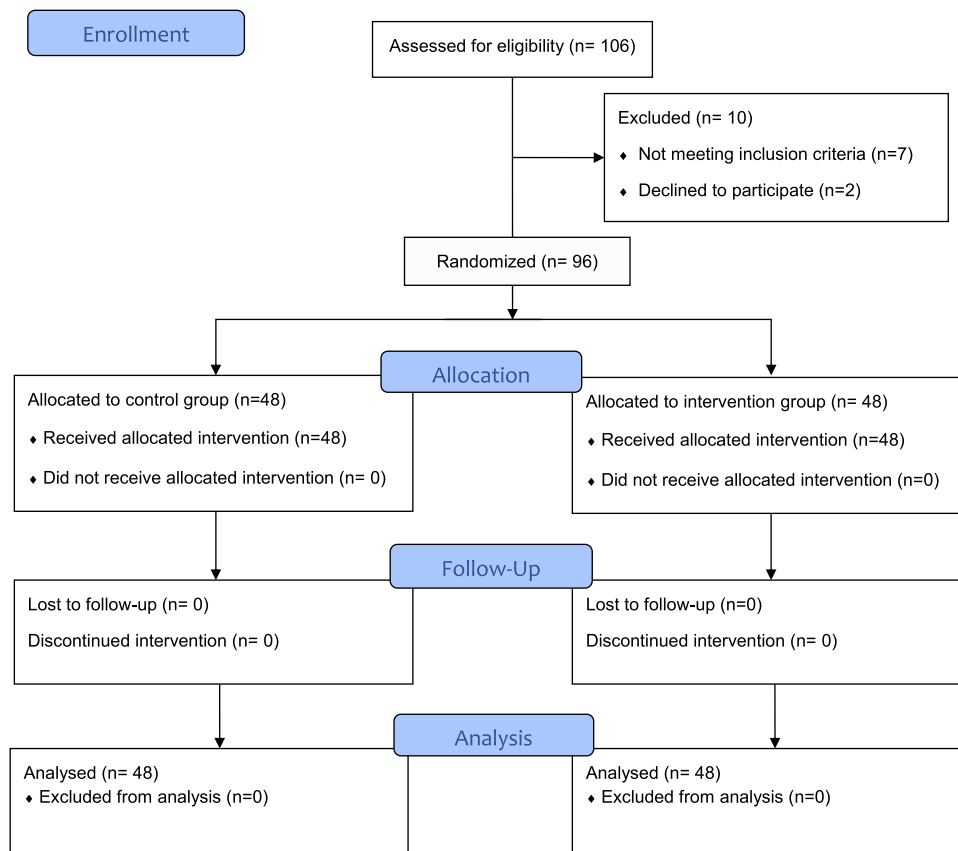 Enrollment
Assessed for eligibility (n= 106)
Excluded (n= 10)
♦ Not meeting inclusion criteria (n=7)
♦ Declined to participate (n=2)
Randomized (n= 96)
Allocation
Allocated to control group (n=48)
♦ Received allocated intervention (n=48)
♦ Did not receive allocated intervention (n= 0)
Allocated to intervention group (n= 48)
♦ Received allocated intervention (n=48)
♦ Did not receive allocated intervention (n=0)
Follow-Up
Lost to follow-up (n= 0)
Discontinued intervention (n= 0)
Lost to follow-up (n=0)
Discontinued intervention (n= 0)
Analysis
Analysed (n= 48)
♦ Excluded from analysis (n=0)
Analysed (n= 48)
♦ Excluded from analysis (n=0)